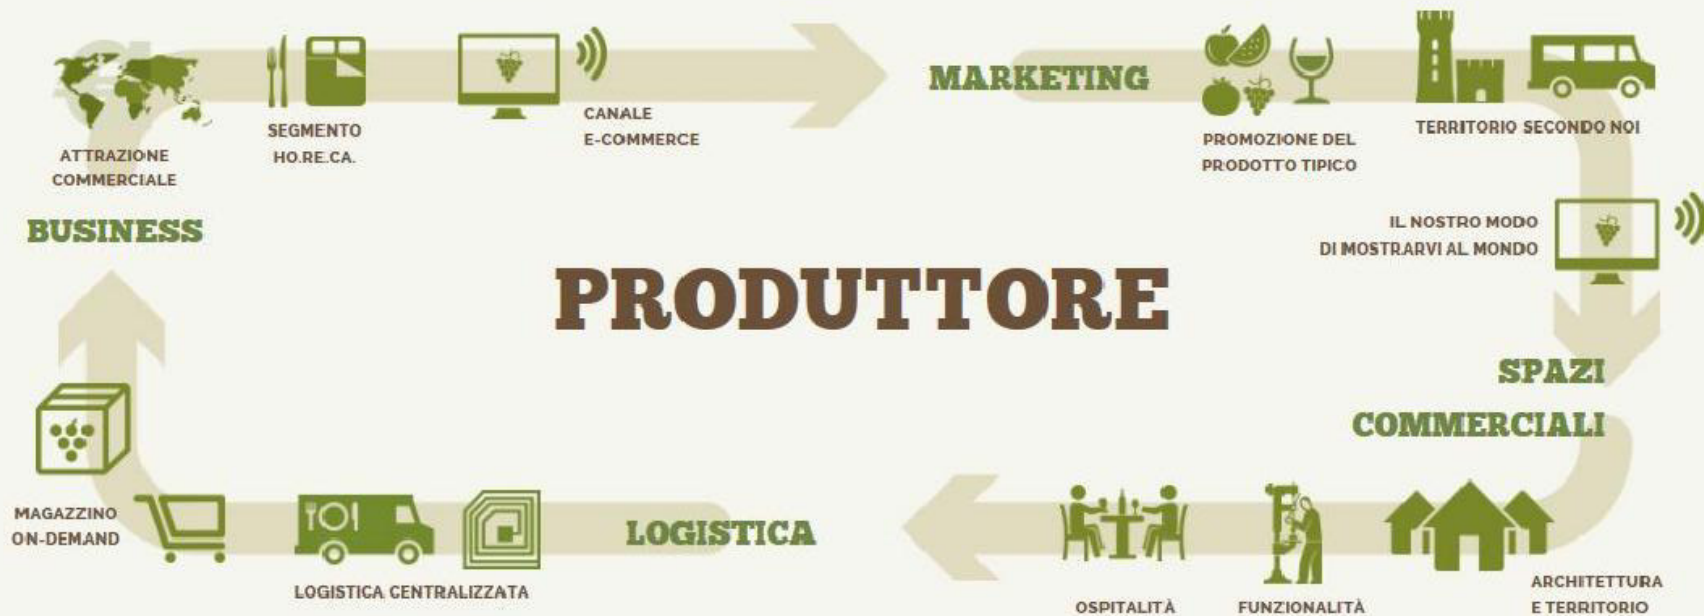 ATTRAZIONE
COMMERCIALE
SEGMENTO
HO.RE.CA.
CANALE
E-COMMERCE
MARKETING
PROMOZIONE DEL
PRODOTTO TIPICO
TERRITORIO SECONDO NOI
BUSINESS
IL NOSTRO MODO
DI MOSTRARVI AL MONDO
PRODUTTORE
SPAZI
COMMERCIALI
MAGAZZINO
ON-DEMAND
LOGISTICA CENTRALIZZATA
LOGISTICA
OSPITALITÀ
FUNZIONALITÀ
ARCHITETTURA
E TERRITORIO